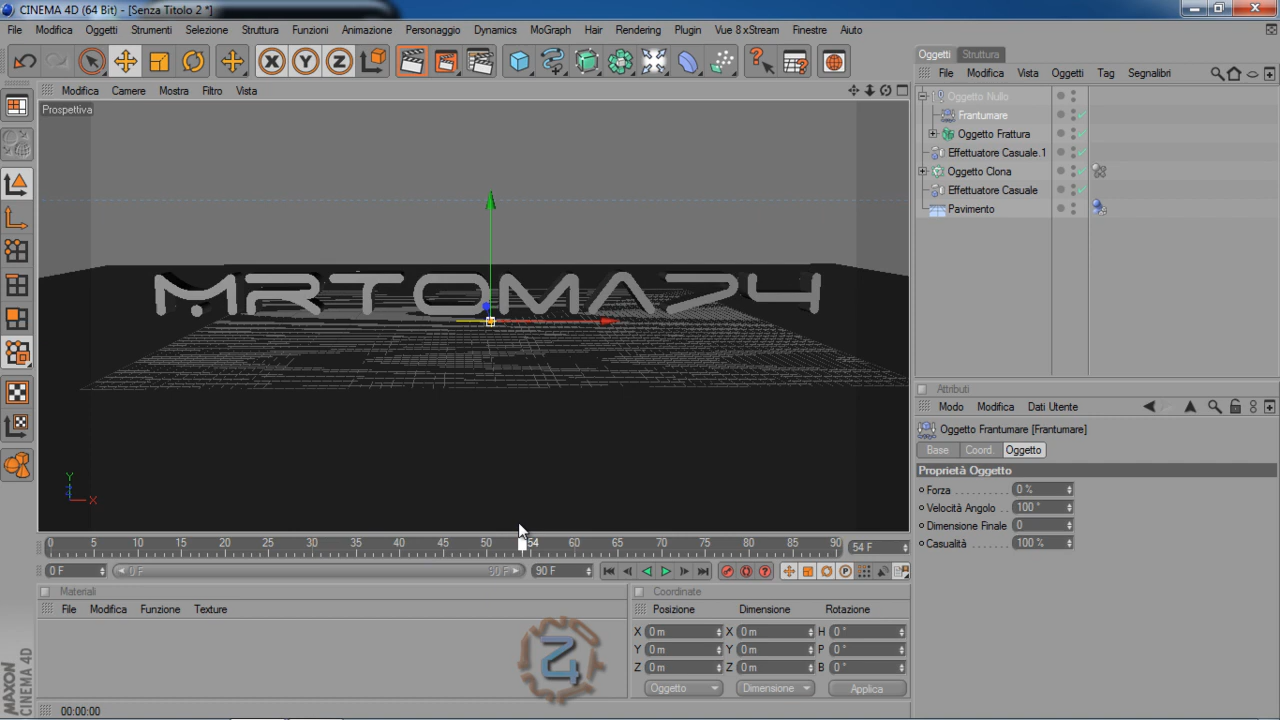 CINEMA 4D (64 Bit) - [Senza Titolo 2 *]
File Modifica Oggetti Strumenti Selezione Struttura Funzioni Animazione Personaggio Dynamics MoGraph Hair Rendering Plugin Vue 8 xStream Finestre Aiuto
X Y Z
Oggetti Struttura
File Modifica Vista Oggetti Tag Segnalibri
Modifica Camere Mostra Filtro Vista
Prospettiva
Oggetto Nullo
Frantumare
Oggetto Frattura
Effettuatore Casuale.1
Oggetto Clona
Effettuatore Casuale
Pavimento
MRTOMA24
Y
Z
X
Attributi
Modo Modifica Dati Utente
Oggetto Frantumare [Frantumare]
Base Coord. Oggetto
Proprietà Oggetto
Forza 0 %
Velocità Angolo 100 °
Dimensione Finale 0
Casualità 100 %
0 5 10 15 20 25 30 35 40 45 50 54 60 65 70 75 80 85 90 54 F
0 F 0 F 90 F 90 F
Materiali
File Modifica Funzione Texture
Coordinate
Posizione Dimensione Rotazione
X 0 m X 0 m H 0 °
Y 0 m Y 0 m P 0 °
Z 0 m Z 0 m B 0 °
Oggetto Dimensione Applica
24
MAXON
CINEMA 4D
00:00:00